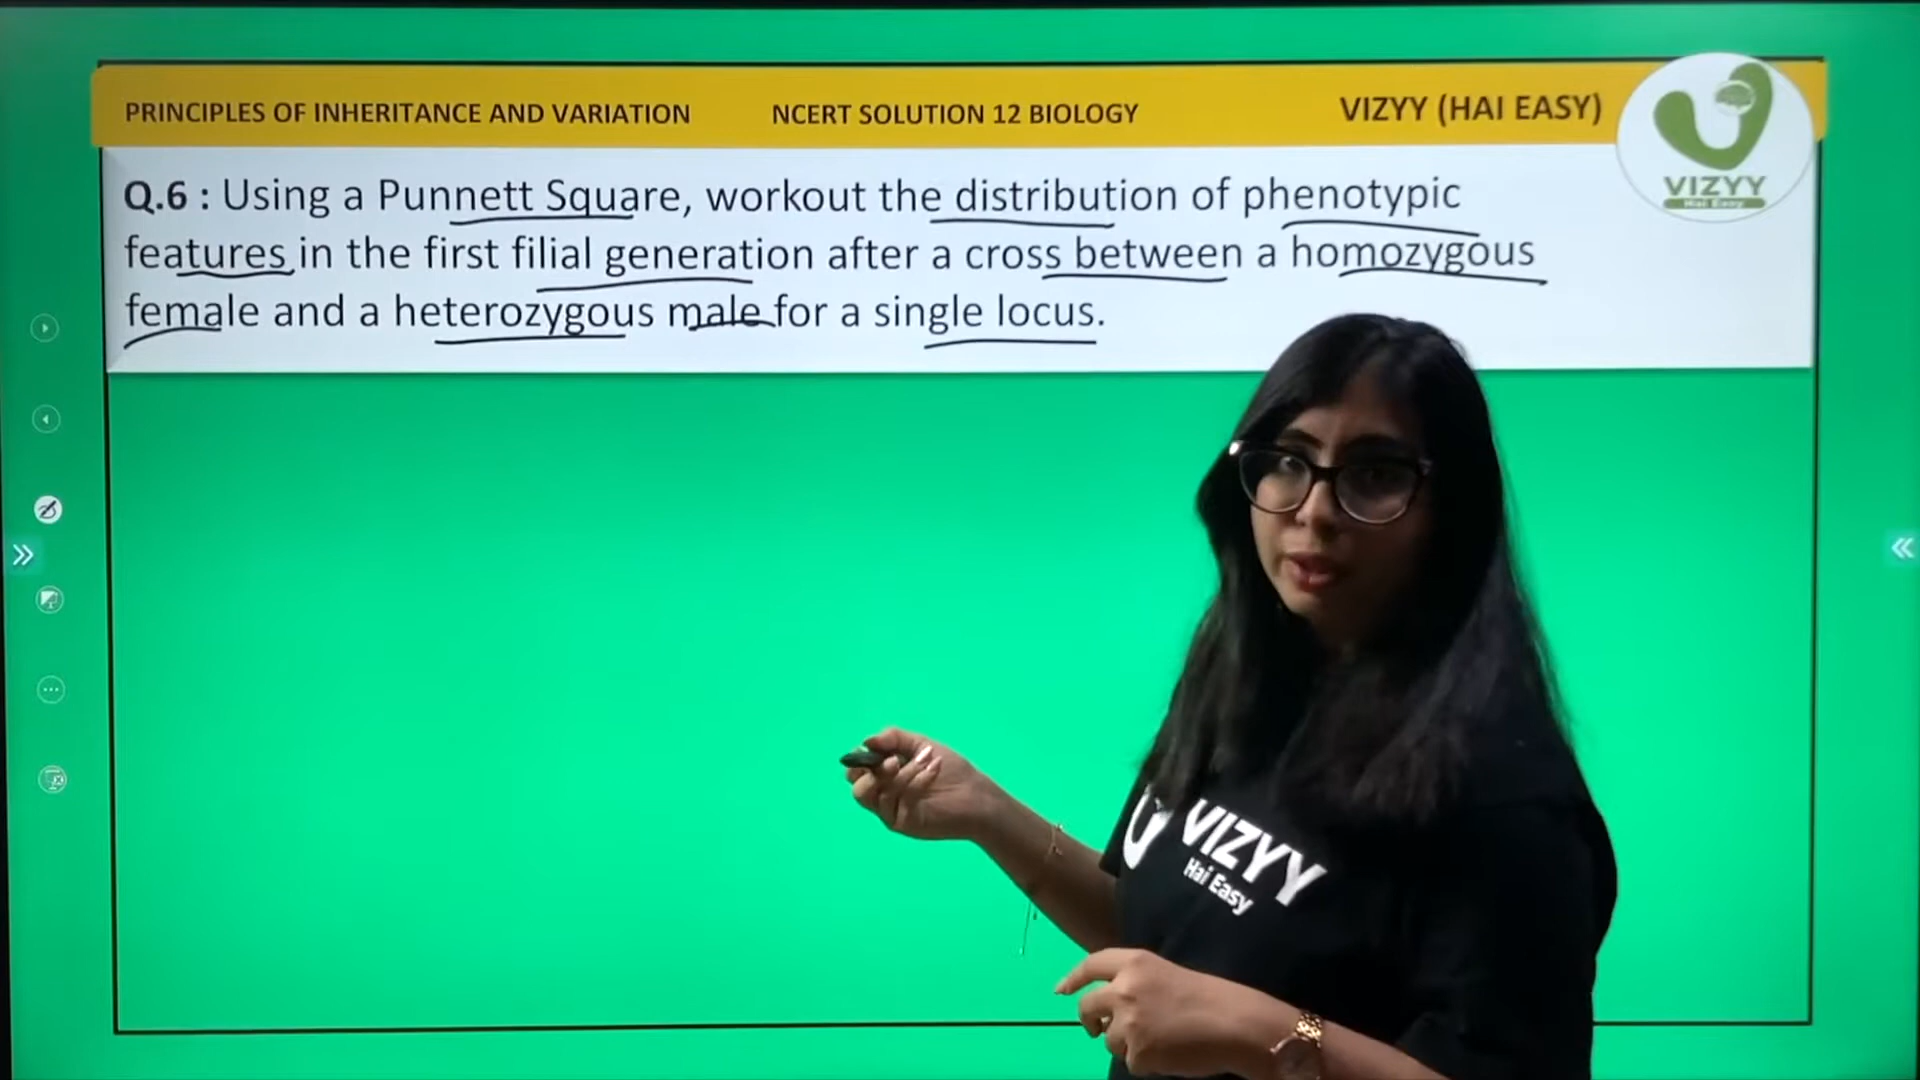 PRINCIPLES OF INHERITANCE AND VARIATION NCERT SOLUTION 12 BIOLOGY VIZYY (HAI EASY)
VIZYY
Hai Easy
Q.6 : Using a Punnett Square, workout the distribution of phenotypic
features in the first filial generation after a cross between a homozygous
female and a heterozygous male for a single locus.
VIZYY
Hai Easy